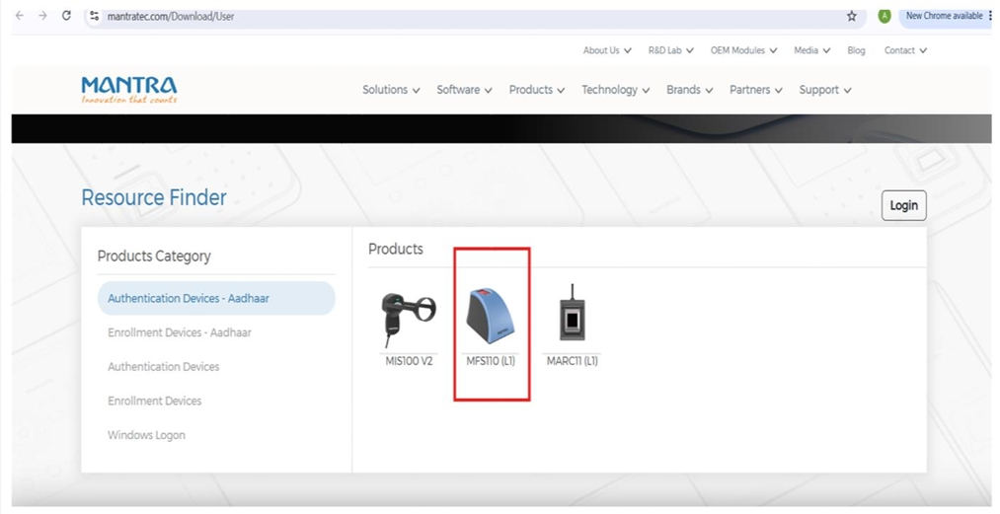 mantratec.com/Download/User
A
New Chrome available
About Us
R&D Lab
OEM Modules
Media
Blog
Contact
MANTRA
Innovation that counts
Solutions
Software
Products
Technology
Brands
Partners
Support
Resource Finder
Login
Products Category
Authentication Devices - Aadhaar
Enrollment Devices - Aadhaar
Authentication Devices
Enrollment Devices
Windows Logon
Products
MIS100 V2
MANTRA
MFS110 (L1)
MARC11 (L1)